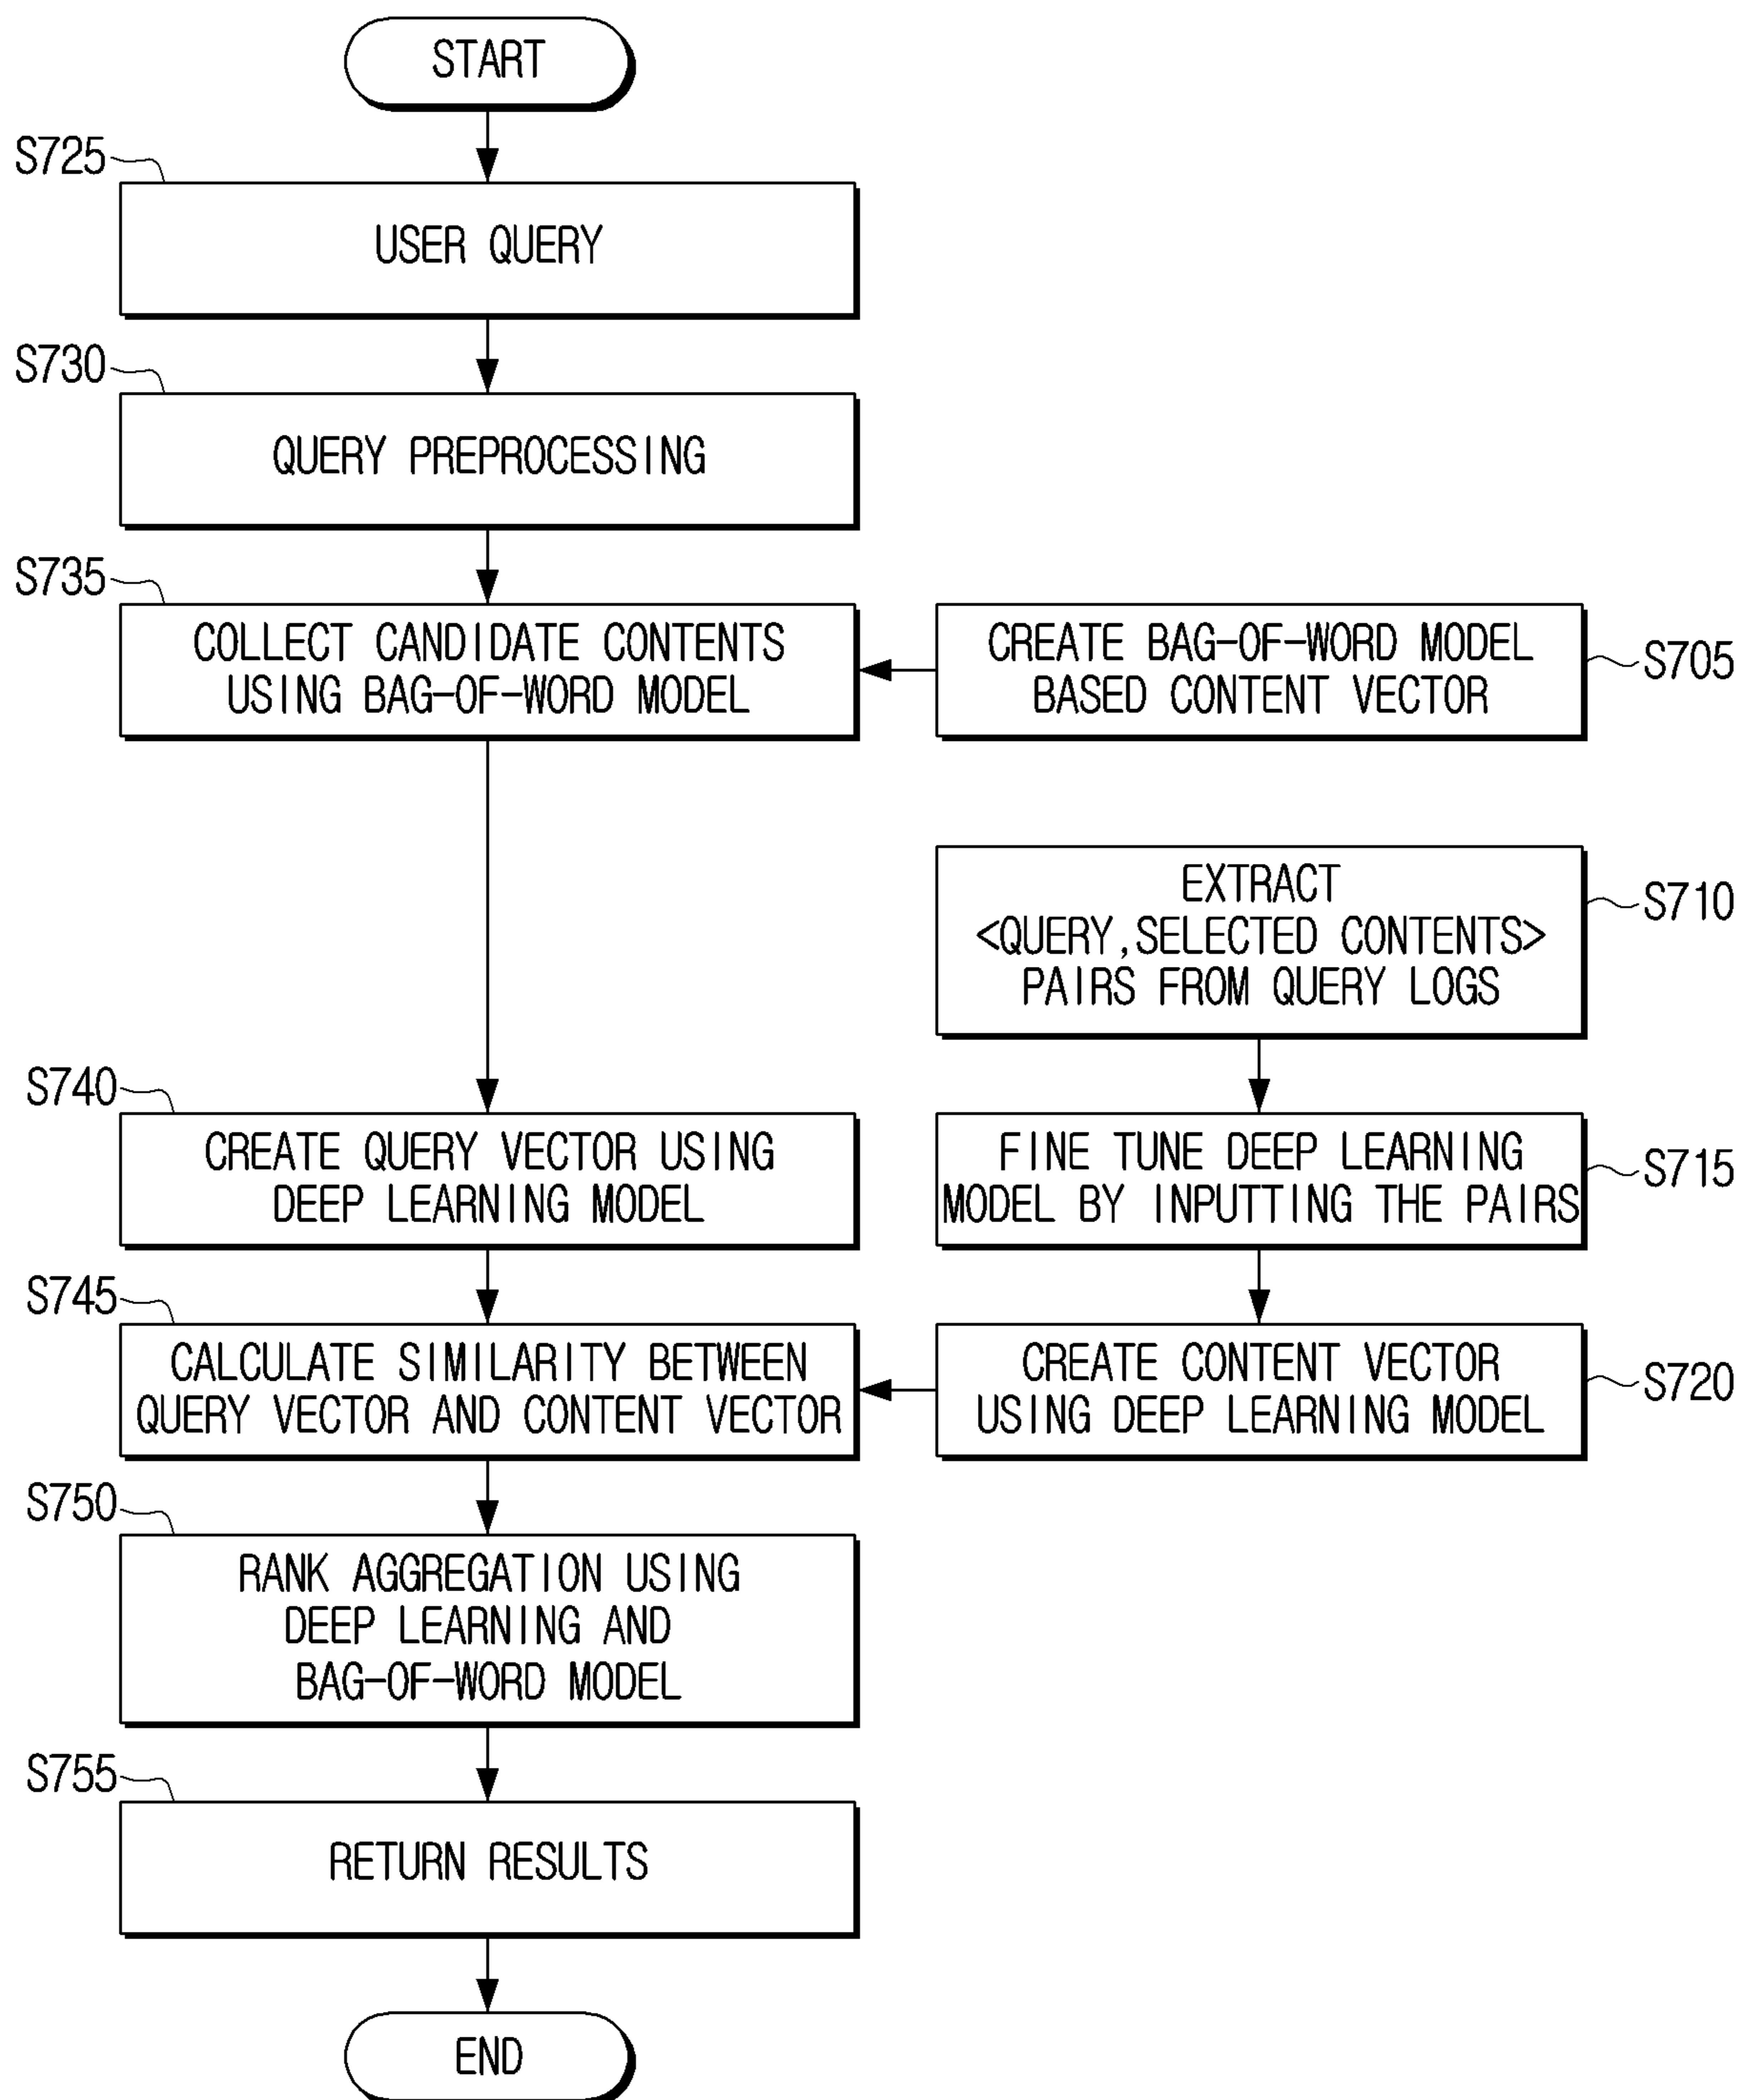 START
S725
USER QUERY
S730
QUERY PREPROCESSING
S735
COLLECT CANDIDATE CONTENTS
USING BAG-OF-WORD MODEL
CREATE BAG-OF-WORD MODEL
BASED CONTENT VECTOR
S705
EXTRACT
<QUERY,SELECTED CONTENTS>
PAIRS FROM QUERY LOGS
S710
S740
CREATE QUERY VECTOR USING
DEEP LEARNING MODEL
FINE TUNE DEEP LEARNING
MODEL BY INPUTTING THE PAIRS
S715
S745
CALCULATE SIMILARITY BETWEEN
QUERY VECTOR AND CONTENT VECTOR
CREATE CONTENT VECTOR
USING DEEP LEARNING MODEL
S720
S750
RANK AGGREGATION USING
DEEP LEARNING AND
BAG-OF-WORD MODEL
S755
RETURN RESULTS
END